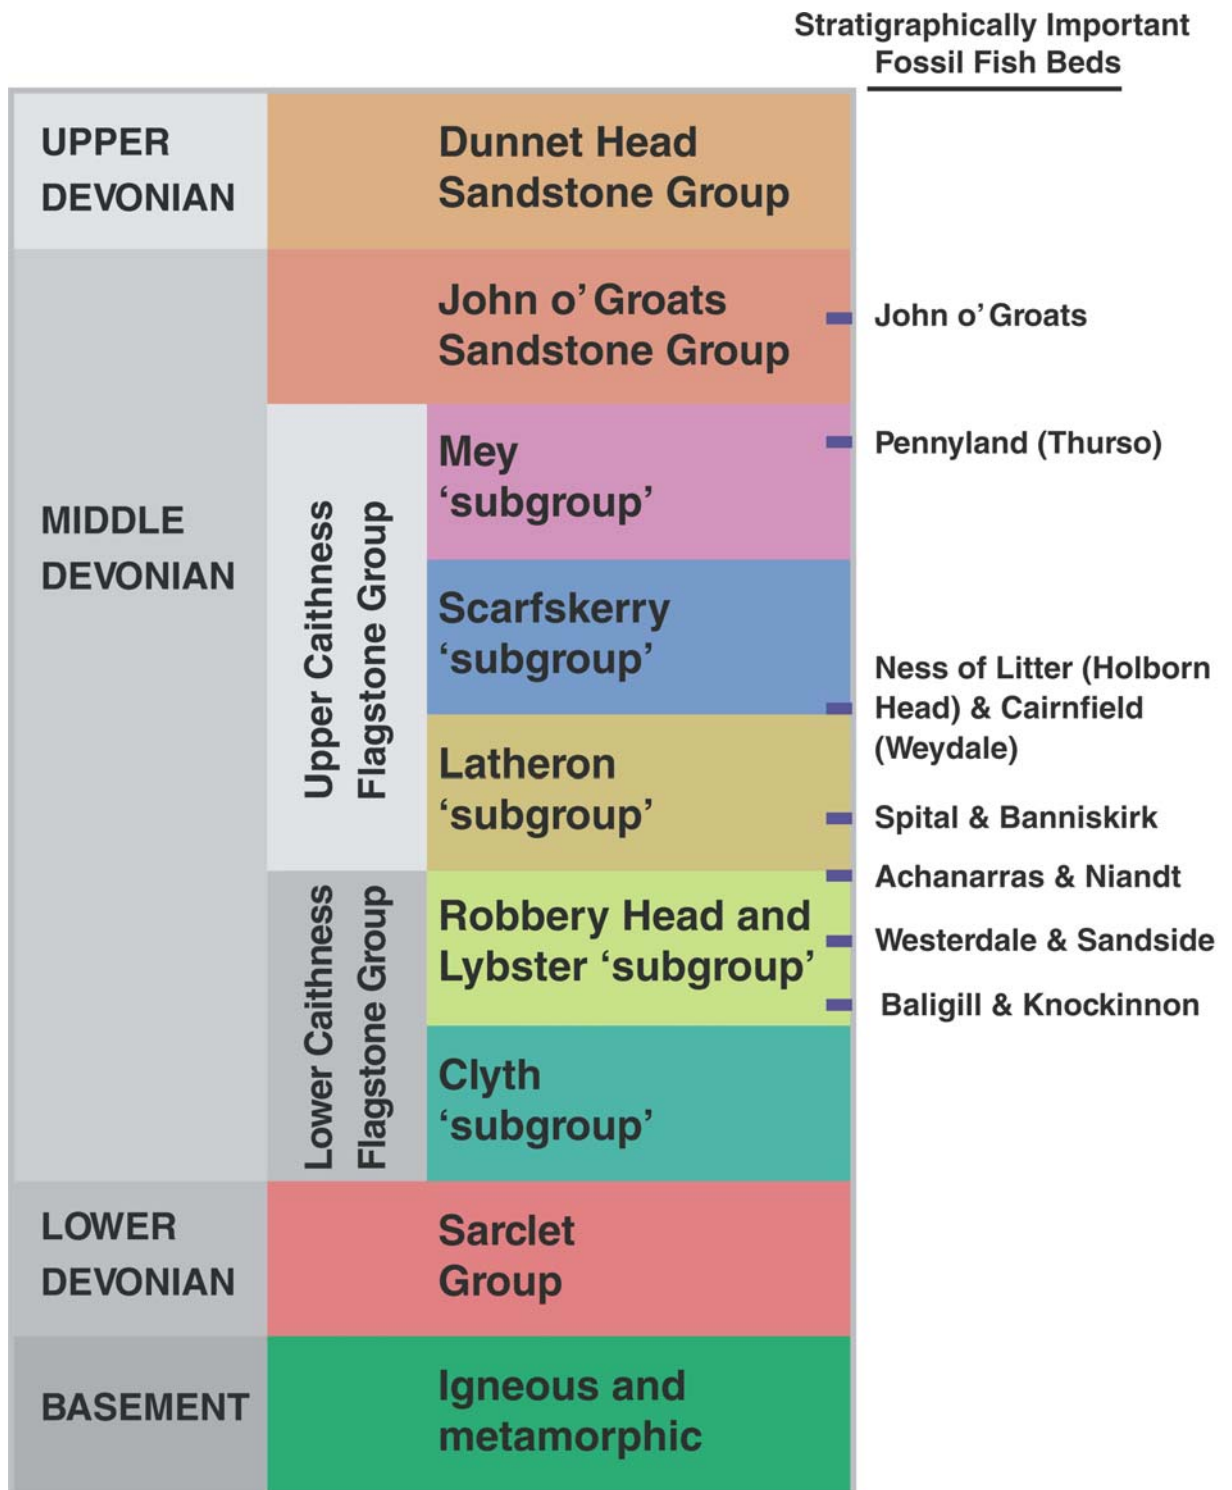 Stratigraphically Important
Fossil Fish Beds
UPPER
DEVONIAN
Dunnet Head
Sandstone Group
MIDDLE
DEVONIAN
John o’ Groats
Sandstone Group
John o’ Groats
Upper Caithness
Flagstone Group
Mey
‘subgroup’
Pennyland (Thurso)
Scarfskerry
‘subgroup’
Ness of Litter (Holborn
Head) & Cairnfield
(Weydale)
Latheron
‘subgroup’
Spital & Banniskirk
Lower Caithness
Flagstone Group
Achanarras & Niandt
Robbery Head and
Lybster ‘subgroup’
Westerdale & Sandside
Baligill & Knockinnon
Clyth
‘subgroup’
LOWER
DEVONIAN
Sarclet
Group
BASEMENT
Igneous and
metamorphic